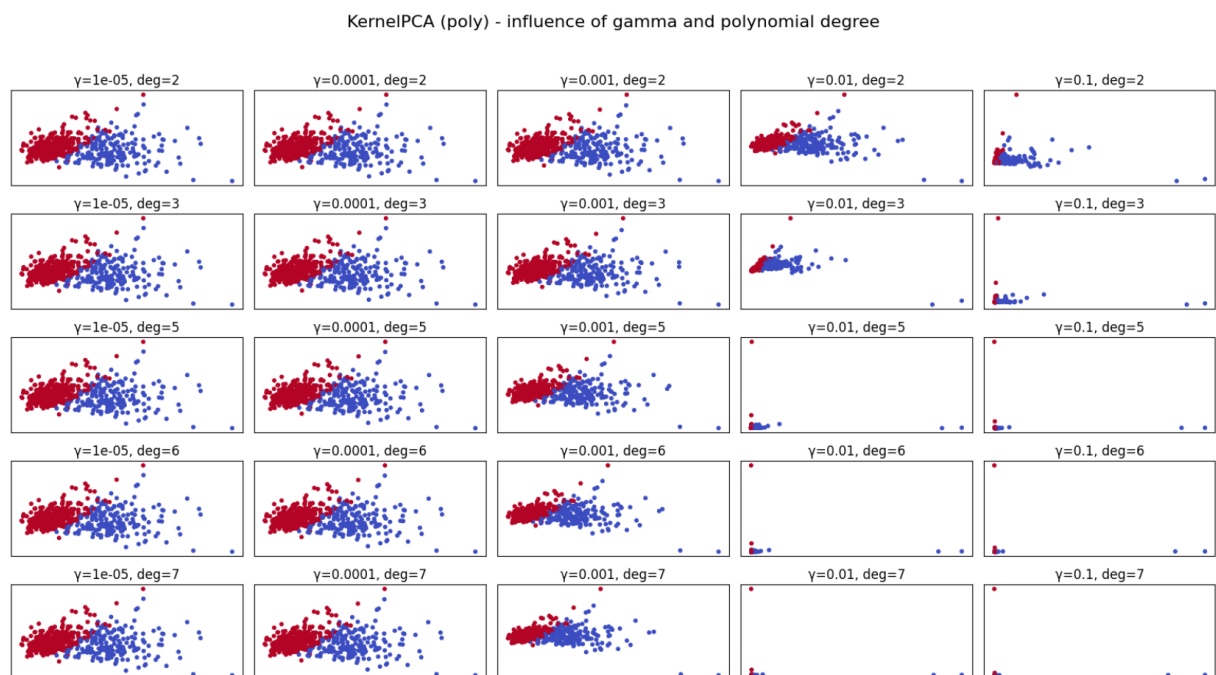 KernelPCA (poly) - influence of gamma and polynomial degree
γ=1e-05, deg=2 γ=0.0001, deg=2 γ=0.001, deg=2 γ=0.01, deg=2 γ=0.1, deg=2
γ=1e-05, deg=3 γ=0.0001, deg=3 γ=0.001, deg=3 γ=0.01, deg=3 γ=0.1, deg=3
γ=1e-05, deg=5 γ=0.0001, deg=5 γ=0.001, deg=5 γ=0.01, deg=5 γ=0.1, deg=5
γ=1e-05, deg=6 γ=0.0001, deg=6 γ=0.001, deg=6 γ=0.01, deg=6 γ=0.1, deg=6
γ=1e-05, deg=7 γ=0.0001, deg=7 γ=0.001, deg=7 γ=0.01, deg=7 γ=0.1, deg=7